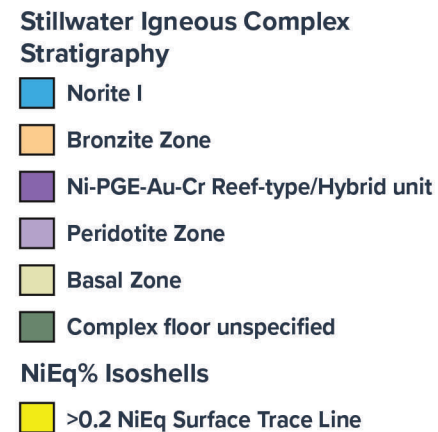 Stillwater Igneous Complex
Stratigraphy
Norite I
Bronzite Zone
Ni-PGE-Au-Cr Reef-type/Hybrid unit
Peridotite Zone
Basal Zone
Complex floor unspecified
NiEq% Isoshells
>0.2 NiEq Surface Trace Line